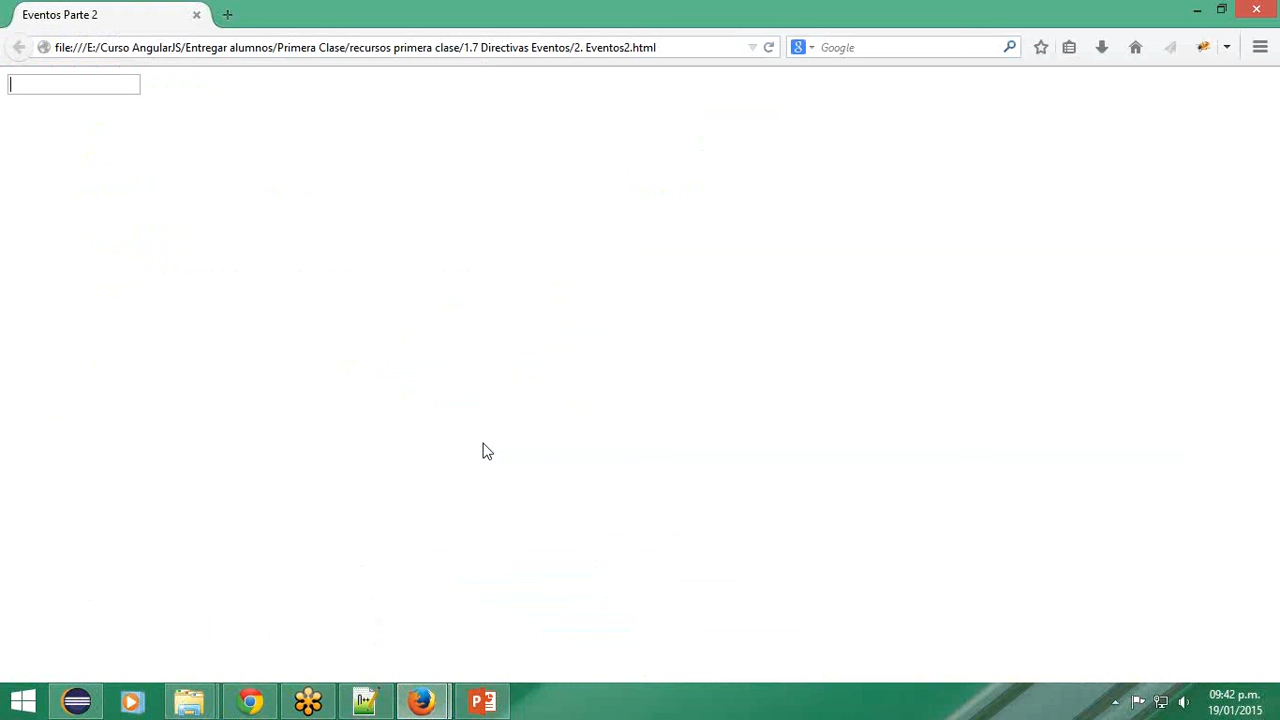 Eventos Parte 2
file:///E:/Curso AngularJS/Entregar alumnos/Primera Clase/recursos primera clase/1.7 Directivas Eventos/2. Eventos2.html
Google
09:42 p.m.
19/01/2015